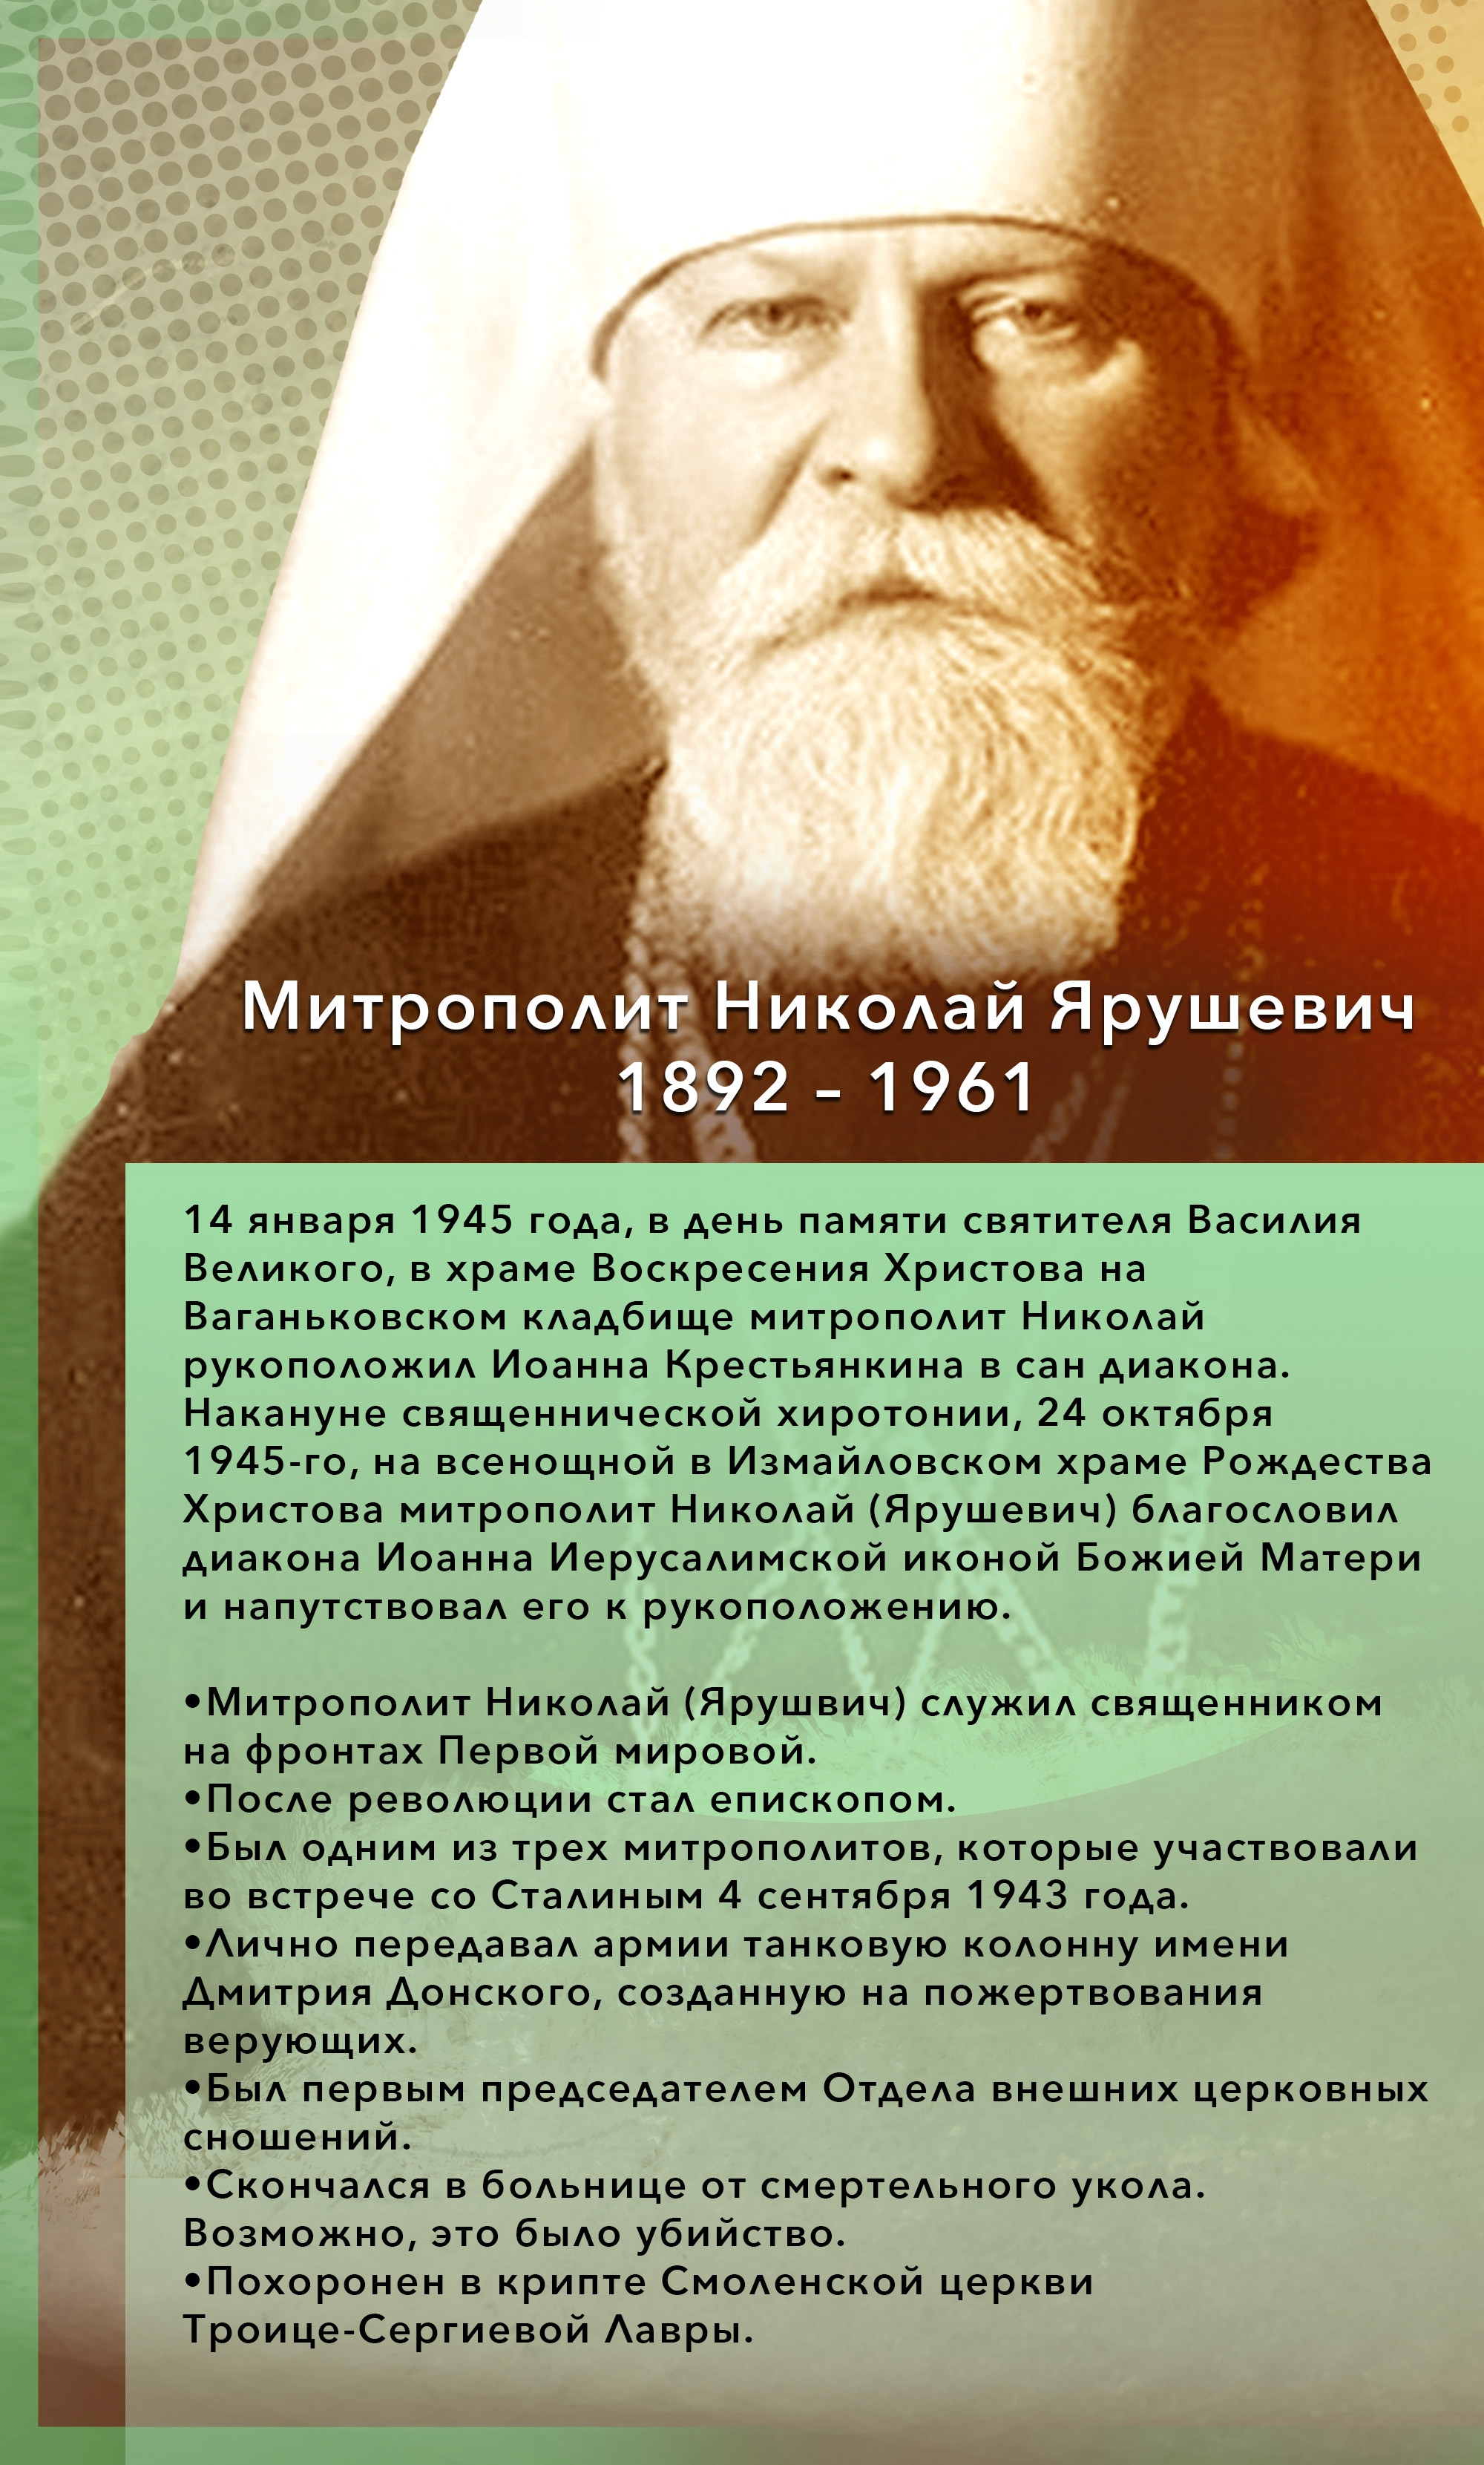 Митрополит Николай Ярушевич
1892 – 1961
14 января 1945 года, в день памяти святителя Василия
Великого, в храме Воскресения Христова на
Ваганьковском кладбище митрополит Николай
рукоположил Иоанна Крестьянкина в сан диакона.
Накануне священнической хиротонии, 24 октября
1945-го, на всенощной в Измайловском храме Рождества
Христова митрополит Николай (Ярушевич) благословил
диакона Иоанна Иерусалимской иконой Божией Матери
и напутствовал его к рукоположению.
•Митрополит Николай (Ярушвич) служил священником
на фронтах Первой мировой.
•После революции стал епископом.
•Был одним из трех митрополитов, которые участвовали
во встрече со Сталиным 4 сентября 1943 года.
•Лично передавал армии танковую колонну имени
Дмитрия Донского, созданную на пожертвования
верующих.
•Был первым председателем Отдела внешних церковных
сношений.
•Скончался в больнице от смертельного укола.
Возможно, это было убийство.
•Похоронен в крипте Смоленской церкви
Троице-Сергиевой Лавры.